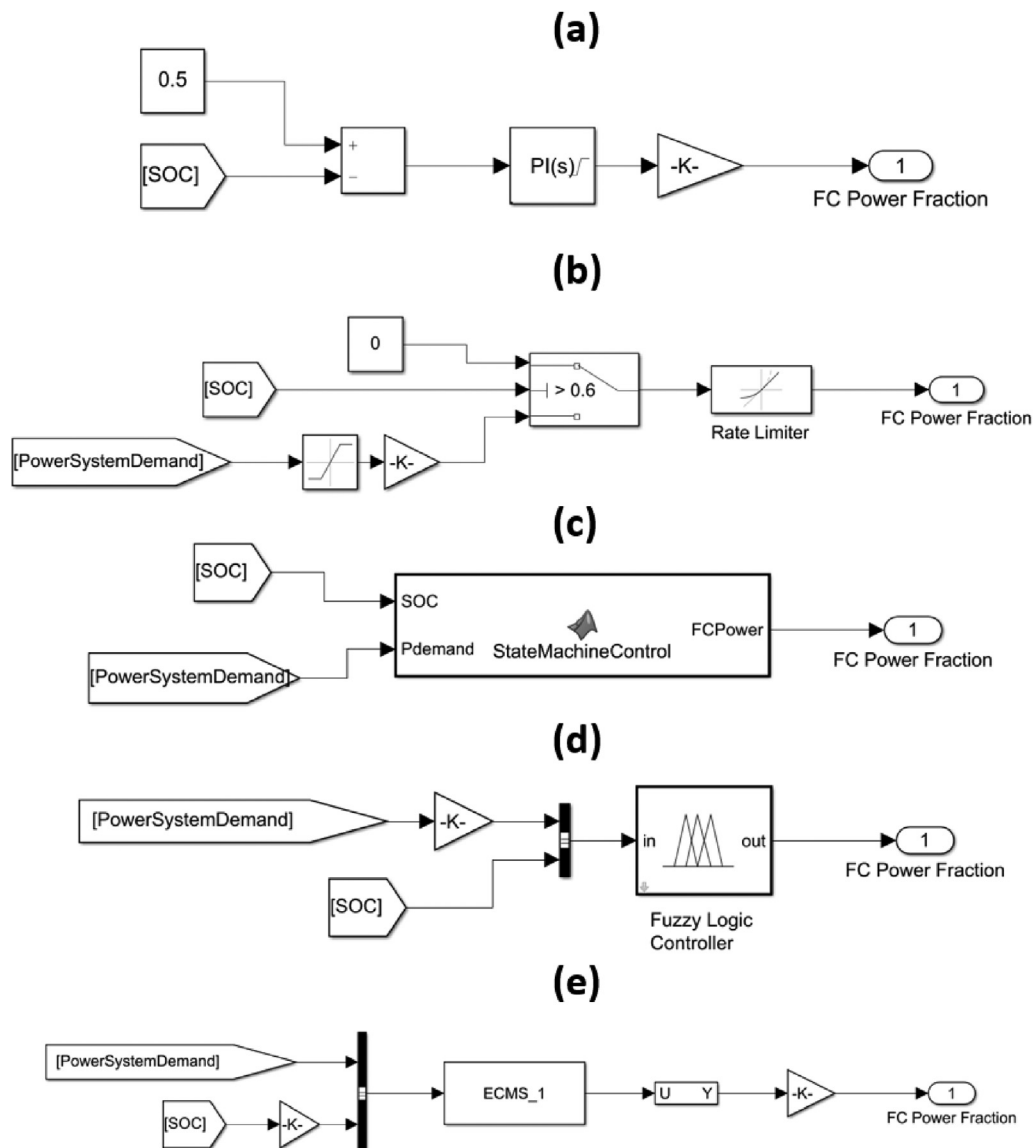 (a)
0.5
[SOC]
+
−
PI(s)
-K-
1
FC Power Fraction
(b)
0
[SOC]
> 0.6
[PowerSystemDemand]
-K-
Rate Limiter
1
FC Power Fraction
(c)
[SOC]
[PowerSystemDemand]
SOC
Pdemand
StateMachineControl
FCPower
1
FC Power Fraction
(d)
[PowerSystemDemand]
-K-
[SOC]
in
out
Fuzzy Logic
Controller
1
FC Power Fraction
(e)
[PowerSystemDemand]
[SOC]
-K-
ECMS_1
U Y
-K-
1
FC Power Fraction